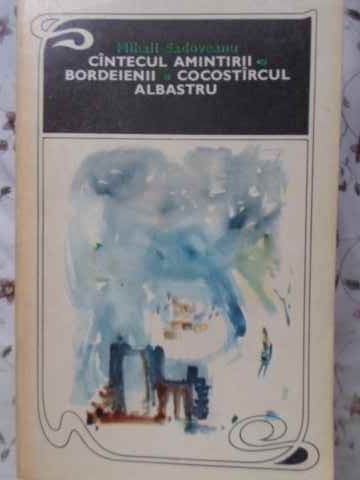 Mihail Sadoveanu
CÎNTECUL AMINTIRII •
BORDEIENII • COCOSTÎRCUL
ALBASTRU